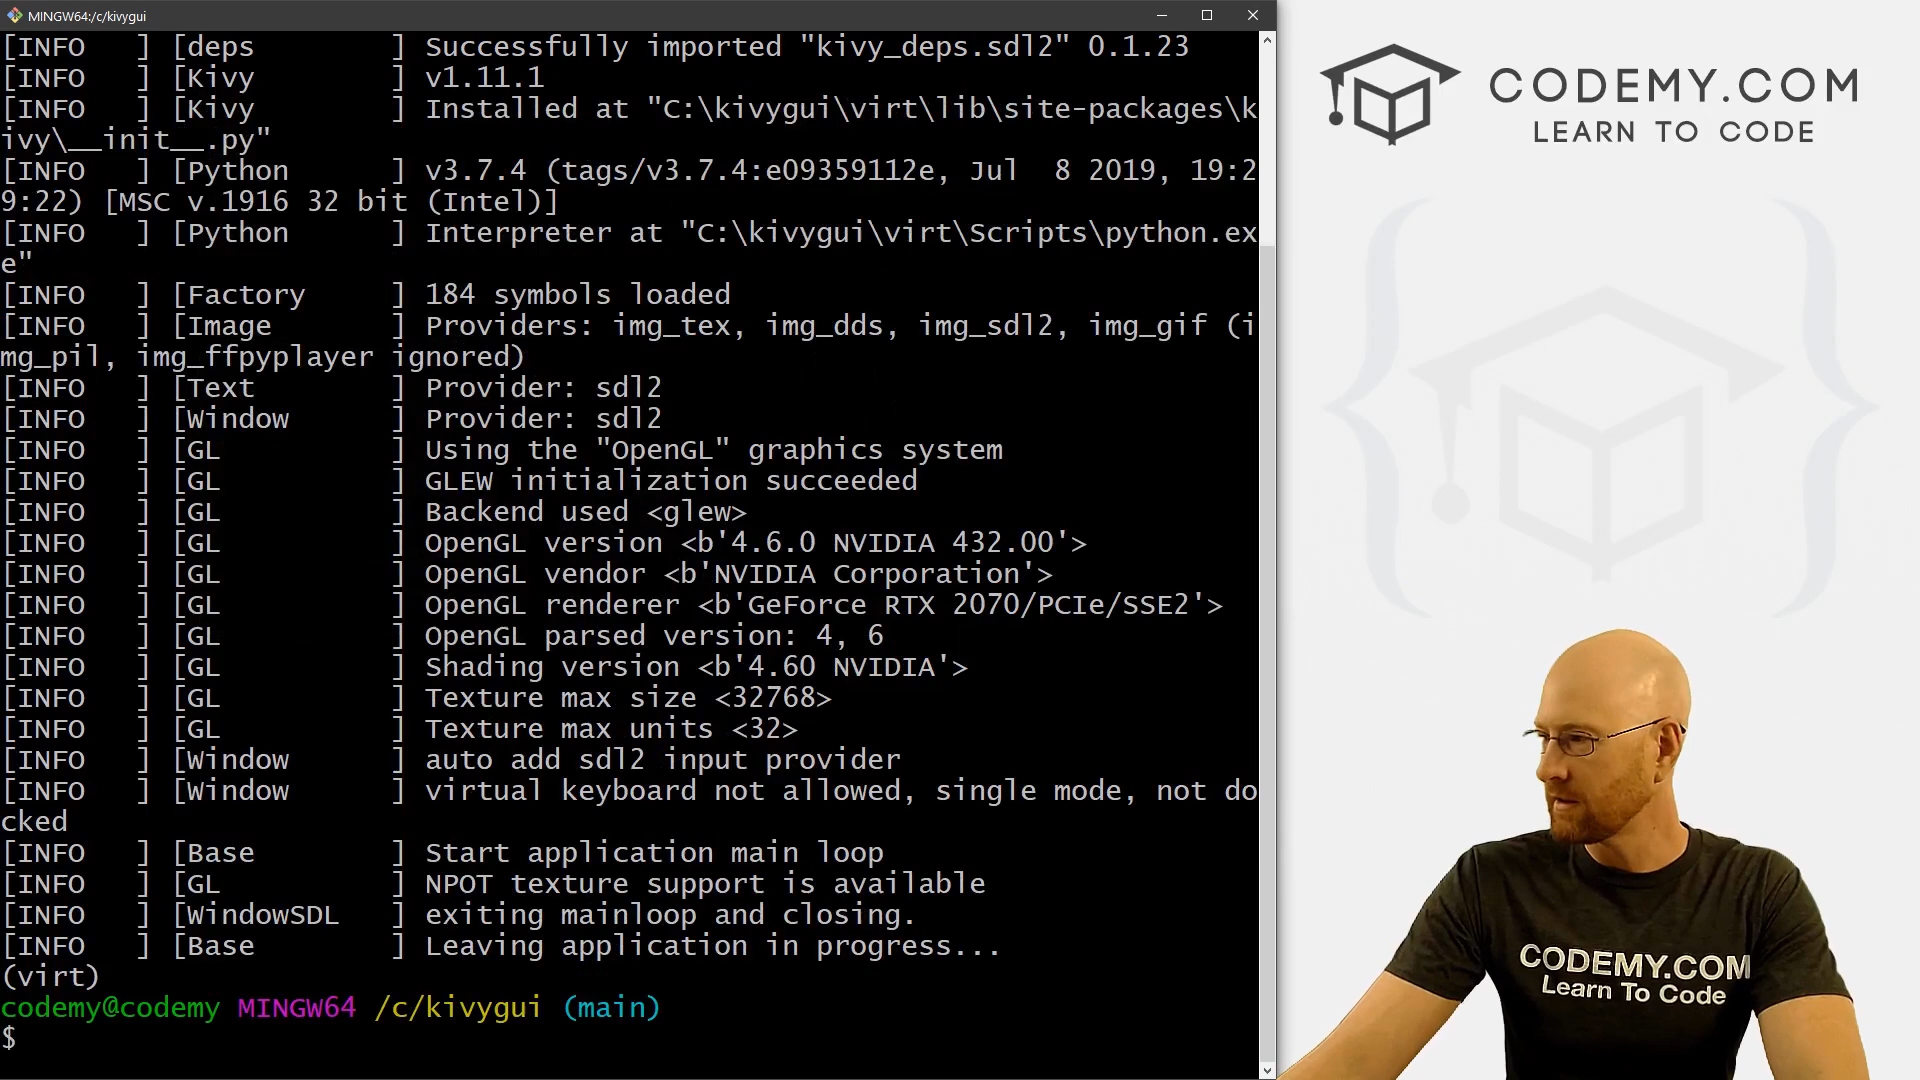 MINGW64:/c/kivygui
[INFO   ] [deps        ] Successfully imported "kivy_deps.sdl2" 0.1.23
[INFO   ] [Kivy        ] v1.11.1
[INFO   ] [Kivy        ] Installed at "C:\kivygui\virt\lib\site-packages\k
ivy\__init__.py"
[INFO   ] [Python      ] v3.7.4 (tags/v3.7.4:e09359112e, Jul  8 2019, 19:2
9:22) [MSC v.1916 32 bit (Intel)]
[INFO   ] [Python      ] Interpreter at "C:\kivygui\virt\Scripts\python.ex
e"
[INFO   ] [Factory     ] 184 symbols loaded
[INFO   ] [Image       ] Providers: img_tex, img_dds, img_sdl2, img_gif (i
mg_pil, img_ffpyplayer ignored)
[INFO   ] [Text        ] Provider: sdl2
[INFO   ] [Window      ] Provider: sdl2
[INFO   ] [GL          ] Using the "OpenGL" graphics system
[INFO   ] [GL          ] GLEW initialization succeeded
[INFO   ] [GL          ] Backend used <glew>
[INFO   ] [GL          ] OpenGL version <b'4.6.0 NVIDIA 432.00'>
[INFO   ] [GL          ] OpenGL vendor <b'NVIDIA Corporation'>
[INFO   ] [GL          ] OpenGL renderer <b'GeForce RTX 2070/PCIe/SSE2'>
[INFO   ] [GL          ] OpenGL parsed version: 4, 6
[INFO   ] [GL          ] Shading version <b'4.60 NVIDIA'>
[INFO   ] [GL          ] Texture max size <32768>
[INFO   ] [GL          ] Texture max units <32>
[INFO   ] [Window      ] auto add sdl2 input provider
[INFO   ] [Window      ] virtual keyboard not allowed, single mode, not do
cked
[INFO   ] [Base        ] Start application main loop
[INFO   ] [GL          ] NPOT texture support is available
[INFO   ] [WindowSDL   ] exiting mainloop and closing.
[INFO   ] [Base        ] Leaving application in progress...
(virt)
codemy@codemy MINGW64 /c/kivygui (main)
$
CODEMY.COM
LEARN TO CODE
CODEMY.COM
Learn To Code